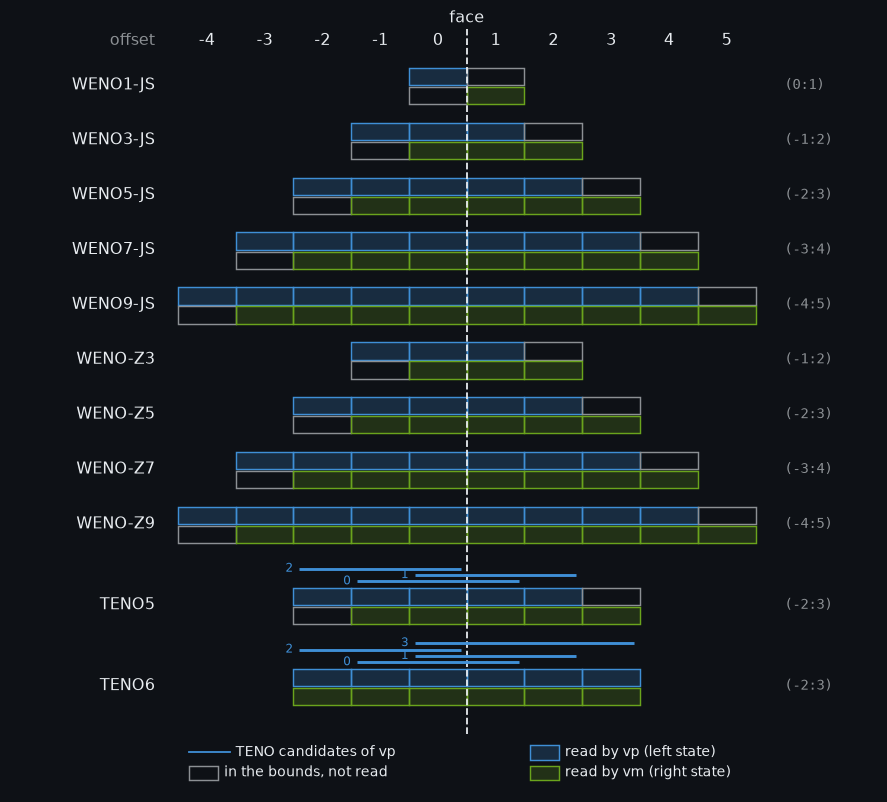 face
offset -4 -3 -2 -1 0 1 2 3 4 5
WENO1-JS (0:1)
WENO3-JS (-1:2)
WENO5-JS (-2:3)
WENO7-JS (-3:4)
WENO9-JS (-4:5)
WENO-Z3 (-1:2)
WENO-Z5 (-2:3)
WENO-Z7 (-3:4)
WENO-Z9 (-4:5)
2
1
0
TENO5 (-2:3)
3
2
1
0
TENO6 (-2:3)
TENO candidates of vp read by vp (left state)
in the bounds, not read read by vm (right state)